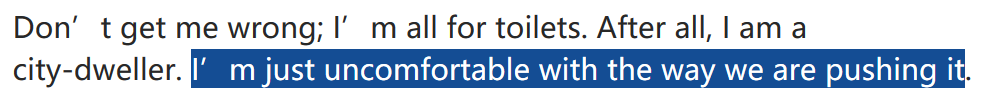 Don’t get me wrong; I’m all for toilets. After all, I am a
city-dweller. I’m just uncomfortable with the way we are pushing it.